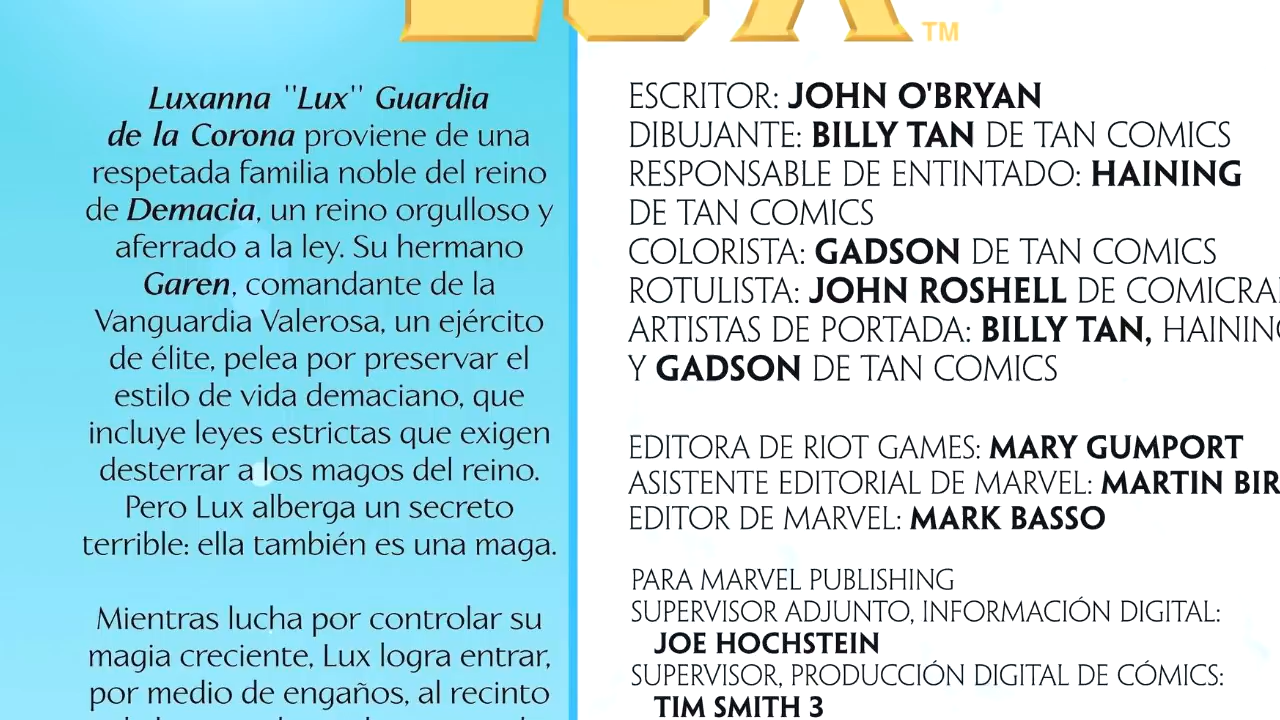 LUX™
Luxanna "Lux" Guardia
de la Corona proviene de una
respetada familia noble del reino
de Demacia, un reino orgulloso y
aferrado a la ley. Su hermano
Garen, comandante de la
Vanguardia Valerosa, un ejército
de élite, pelea por preservar el
estilo de vida demaciano, que
incluye leyes estrictas que exigen
desterrar a los magos del reino.
Pero Lux alberga un secreto
terrible: ella también es una maga.
Mientras lucha por controlar su
magia creciente, Lux logra entrar,
por medio de engaños, al recinto
ESCRITOR: JOHN O'BRYAN
DIBUJANTE: BILLY TAN DE TAN COMICS
RESPONSABLE DE ENTINTADO: HAINING
DE TAN COMICS
COLORISTA: GADSON DE TAN COMICS
ROTULISTA: JOHN ROSHELL DE COMICRA
ARTISTAS DE PORTADA: BILLY TAN, HAINING
Y GADSON DE TAN COMICS
EDITORA DE RIOT GAMES: MARY GUMPORT
ASISTENTE EDITORIAL DE MARVEL: MARTIN BIR
EDITOR DE MARVEL: MARK BASSO
PARA MARVEL PUBLISHING
SUPERVISOR ADJUNTO, INFORMACIÓN DIGITAL:
JOE HOCHSTEIN
SUPERVISOR, PRODUCCIÓN DIGITAL DE CÓMICS:
TIM SMITH 3